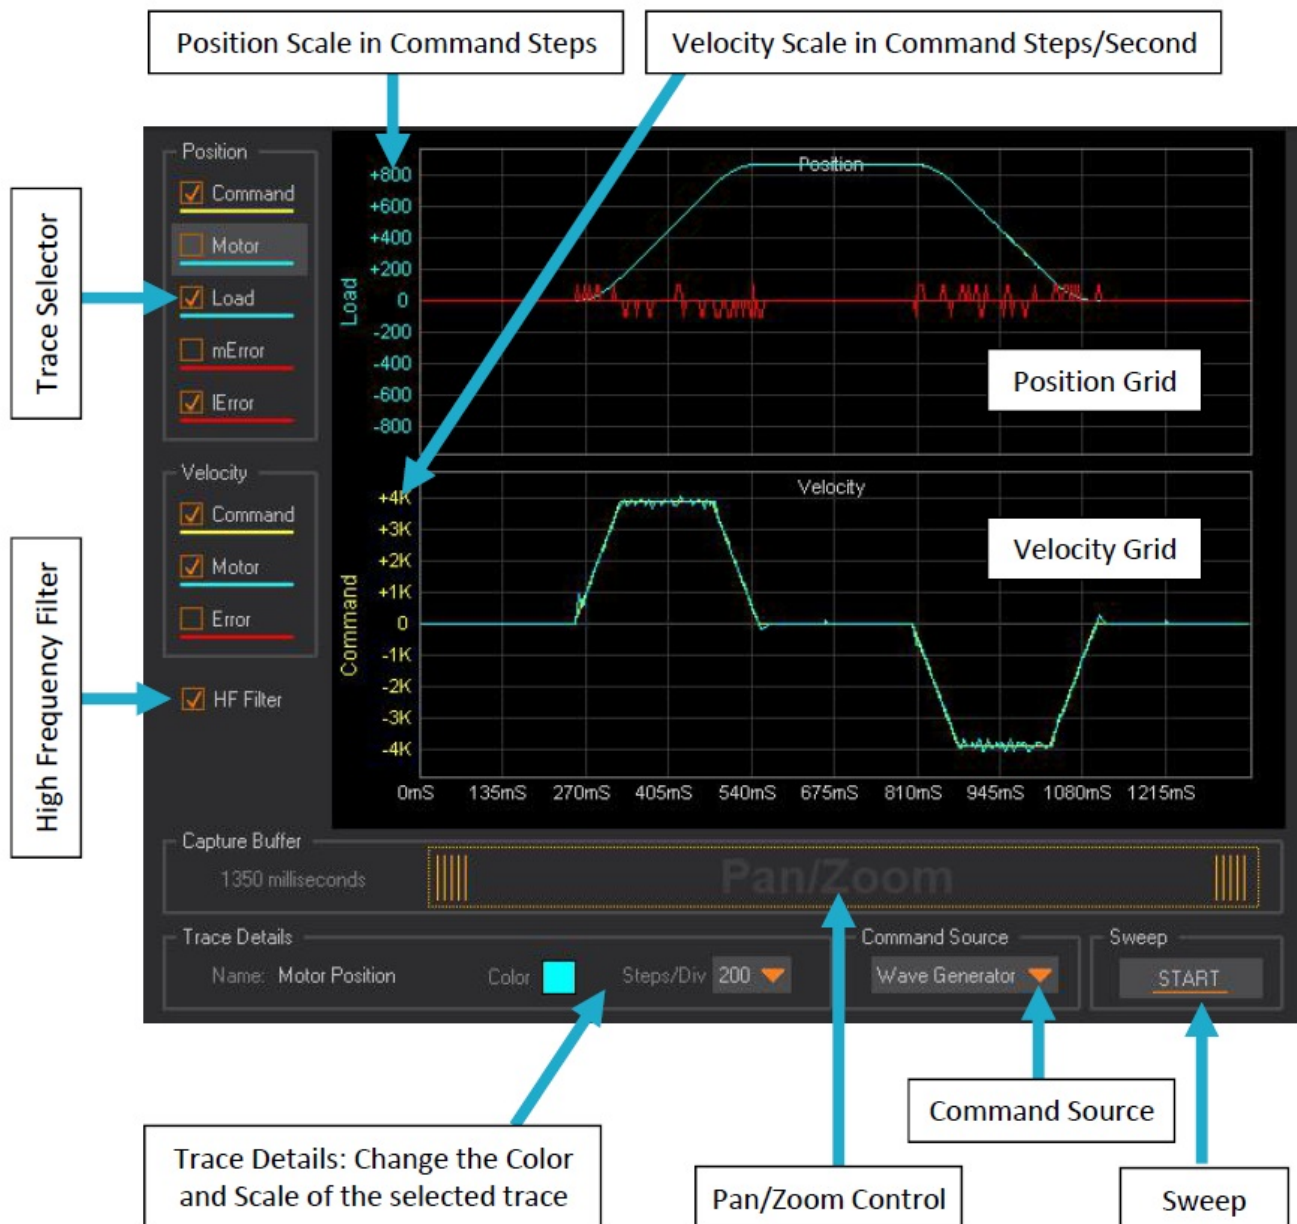 Position Scale in Command Steps
Velocity Scale in Command Steps/Second
Trace Selector
High Frequency Filter
Position
Command
Motor
Load
mError
lError
Velocity
Command
Motor
Error
HF Filter
Position
Load
+800
+600
+400
+200
0
-200
-400
-600
-800
Position Grid
Velocity
Command
+4K
+3K
+2K
+1K
0
-1K
-2K
-3K
-4K
Velocity Grid
0mS 135mS 270mS 405mS 540mS 675mS 810mS 945mS 1080mS 1215mS
Capture Buffer
1350 milliseconds
Pan/Zoom
Trace Details
Name: Motor Position Color Steps/Div 200
Command Source
Wave Generator
Sweep
START
Command Source
Trace Details: Change the Color
and Scale of the selected trace
Pan/Zoom Control
Sweep